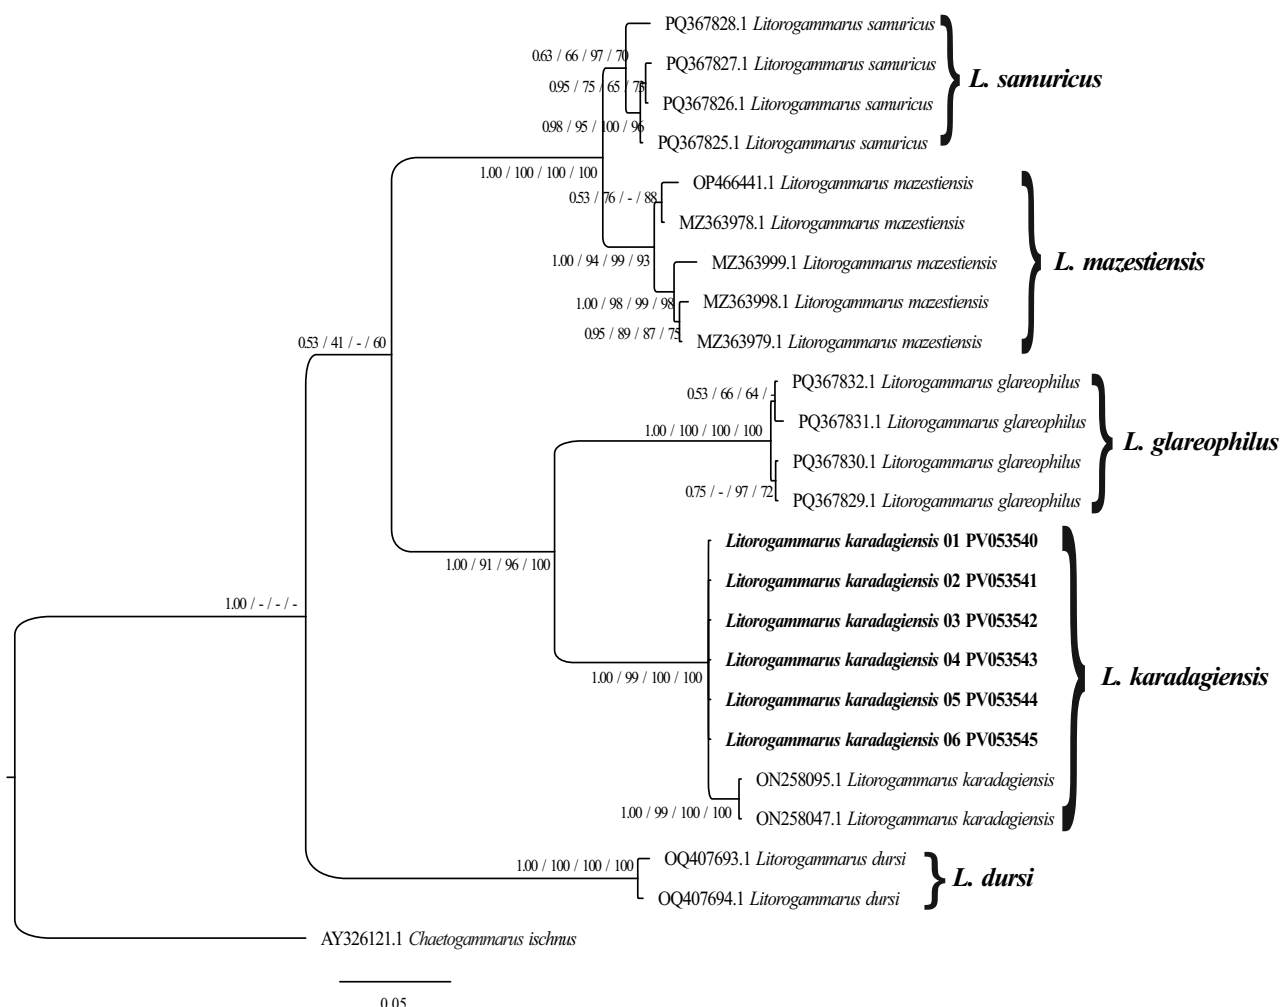 PQ367828.1 Litorogammarus samuricus
0.63 / 66 / 97 / 70
PQ367827.1 Litorogammarus samuricus
L. samuricus
0.95 / 75 / 65 / 73
PQ367826.1 Litorogammarus samuricus
0.98 / 95 / 100 / 96
PQ367825.1 Litorogammarus samuricus
1.00 / 100 / 100 / 100
OP466441.1 Litorogammarus mazestiensis
0.53 / 76 / - / 88
MZ363978.1 Litorogammarus mazestiensis
1.00 / 94 / 99 / 93
MZ363999.1 Litorogammarus mazestiensis
L. mazestiensis
1.00 / 98 / 99 / 98
MZ363998.1 Litorogammarus mazestiensis
0.95 / 89 / 87 / 75
MZ363979.1 Litorogammarus mazestiensis
0.53 / 41 / - / 60
PQ367832.1 Litorogammarus glareophilus
0.53 / 66 / 64 / -
PQ367831.1 Litorogammarus glareophilus
1.00 / 100 / 100 / 100
L. glareophilus
PQ367830.1 Litorogammarus glareophilus
0.75 / - / 97 / 72
PQ367829.1 Litorogammarus glareophilus
Litorogammarus karadagiensis 01 PV053540
1.00 / 91 / 96 / 100
Litorogammarus karadagiensis 02 PV053541
1.00 / - / - / -
Litorogammarus karadagiensis 03 PV053542
Litorogammarus karadagiensis 04 PV053543
1.00 / 99 / 100 / 100
L. karadagiensis
Litorogammarus karadagiensis 05 PV053544
Litorogammarus karadagiensis 06 PV053545
ON258095.1 Litorogammarus karadagiensis
1.00 / 99 / 100 / 100
ON258047.1 Litorogammarus karadagiensis
OQ407693.1 Litorogammarus dursi
1.00 / 100 / 100 / 100
L. dursi
OQ407694.1 Litorogammarus dursi
AY326121.1 Chaetogammarus ischnus
0.05